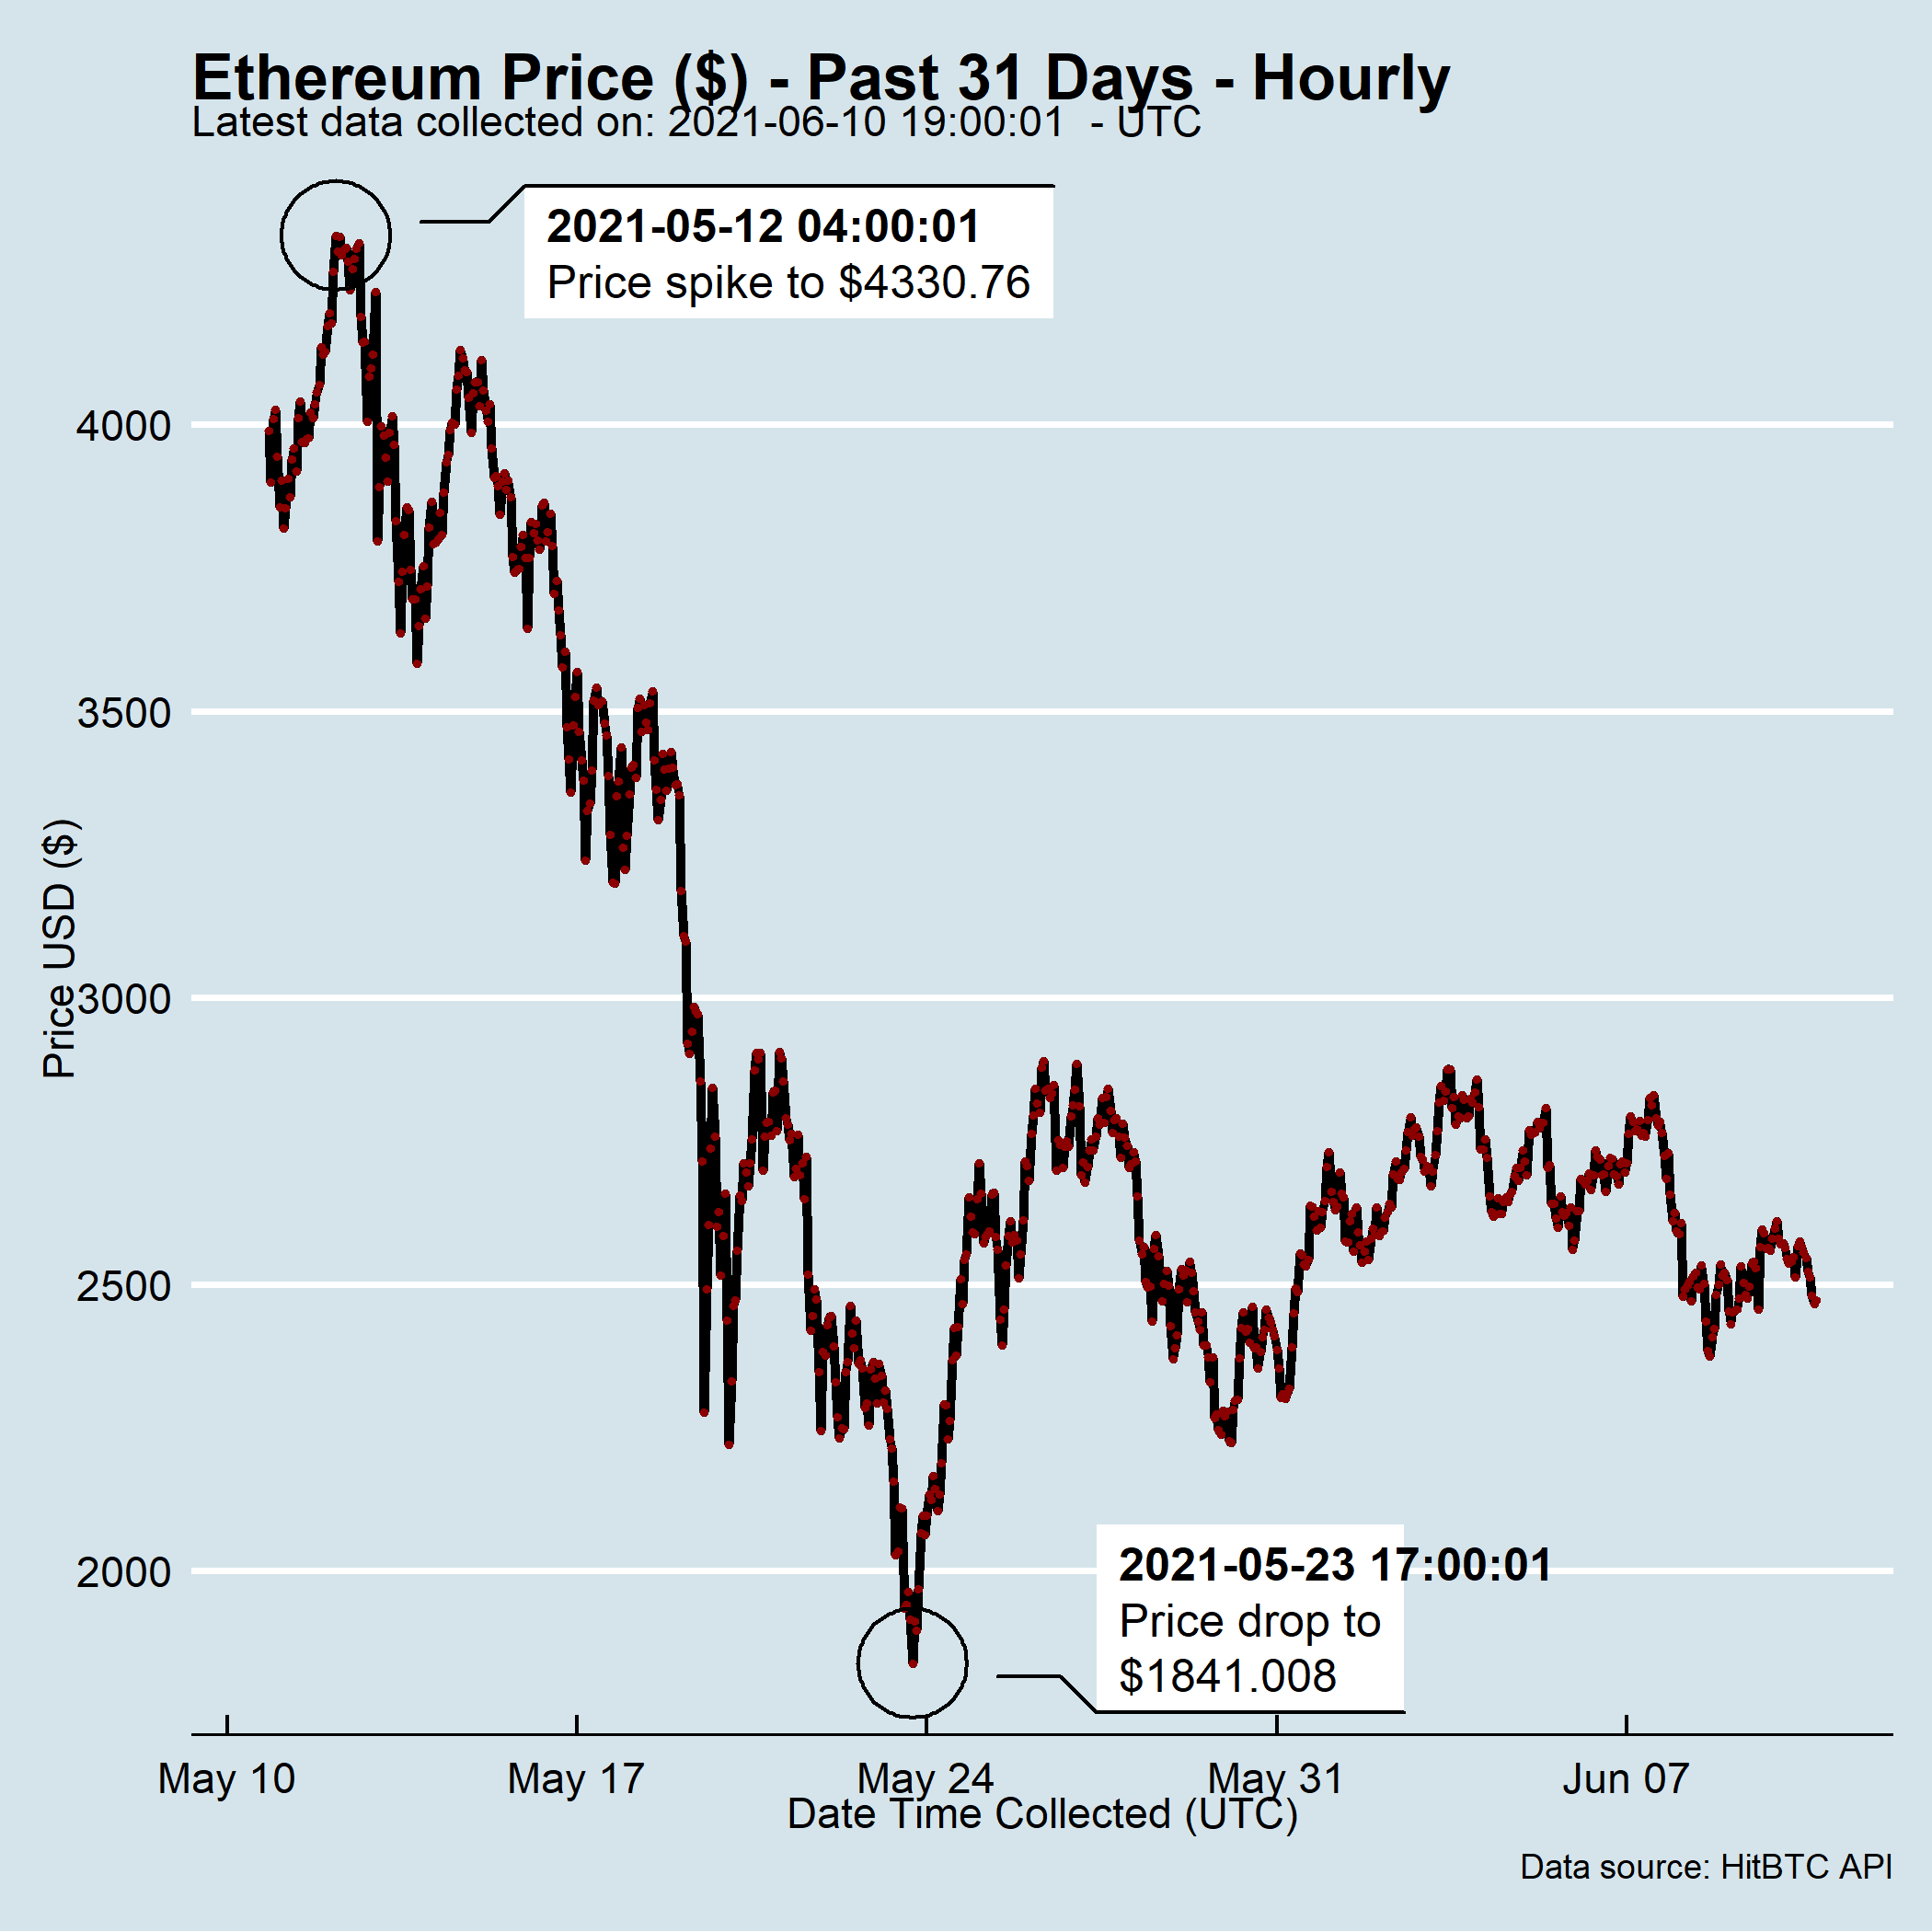 Ethereum Price ($) - Past 31 Days - Hourly
Latest data collected on: 2021-06-10 19:00:01  - UTC
2021-05-12 04:00:01
Price spike to $4330.76
4000
3500
3000
2500
2000
Price USD ($)
2021-05-23 17:00:01
Price drop to
$1841.008
May 10
May 17
May 24
May 31
Jun 07
Date Time Collected (UTC)
Data source: HitBTC API